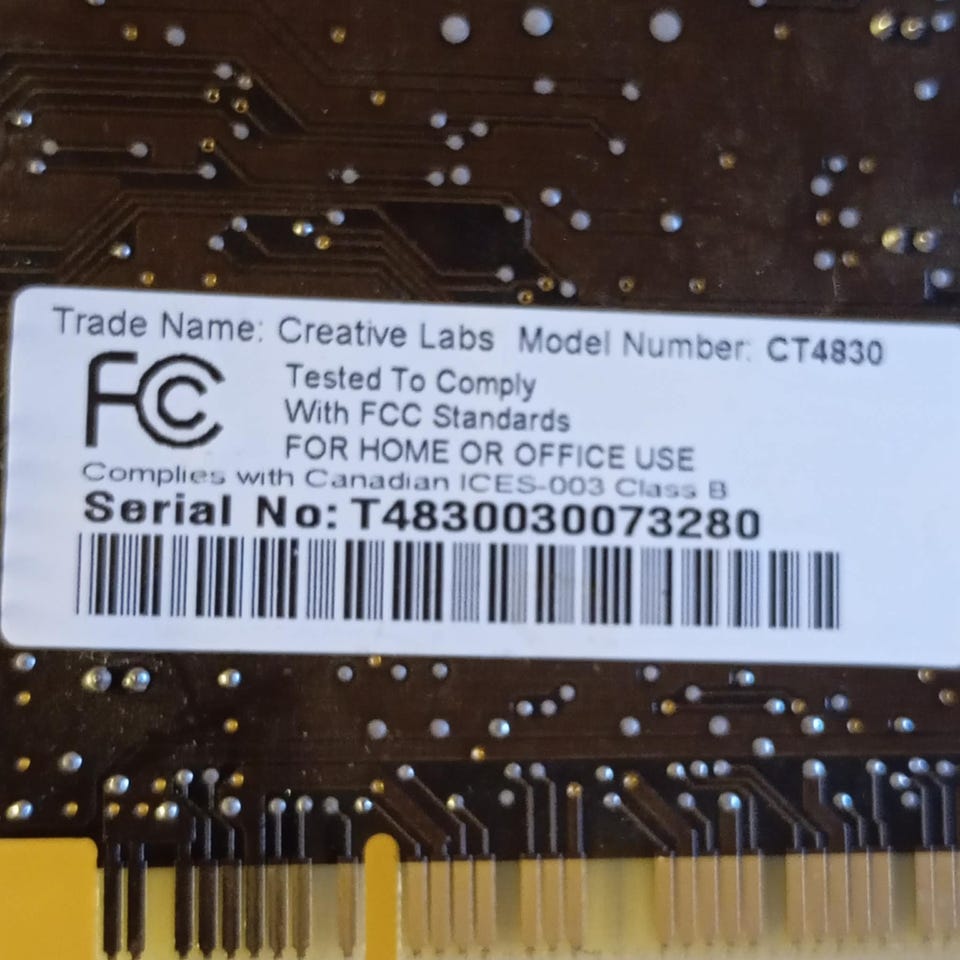 Trade Name: Creative Labs Model Number: CT4830
FC
Tested To Comply
With FCC Standards
FOR HOME OR OFFICE USE
Complies with Canadian ICES-003 Class B
Serial No: T4830030073280